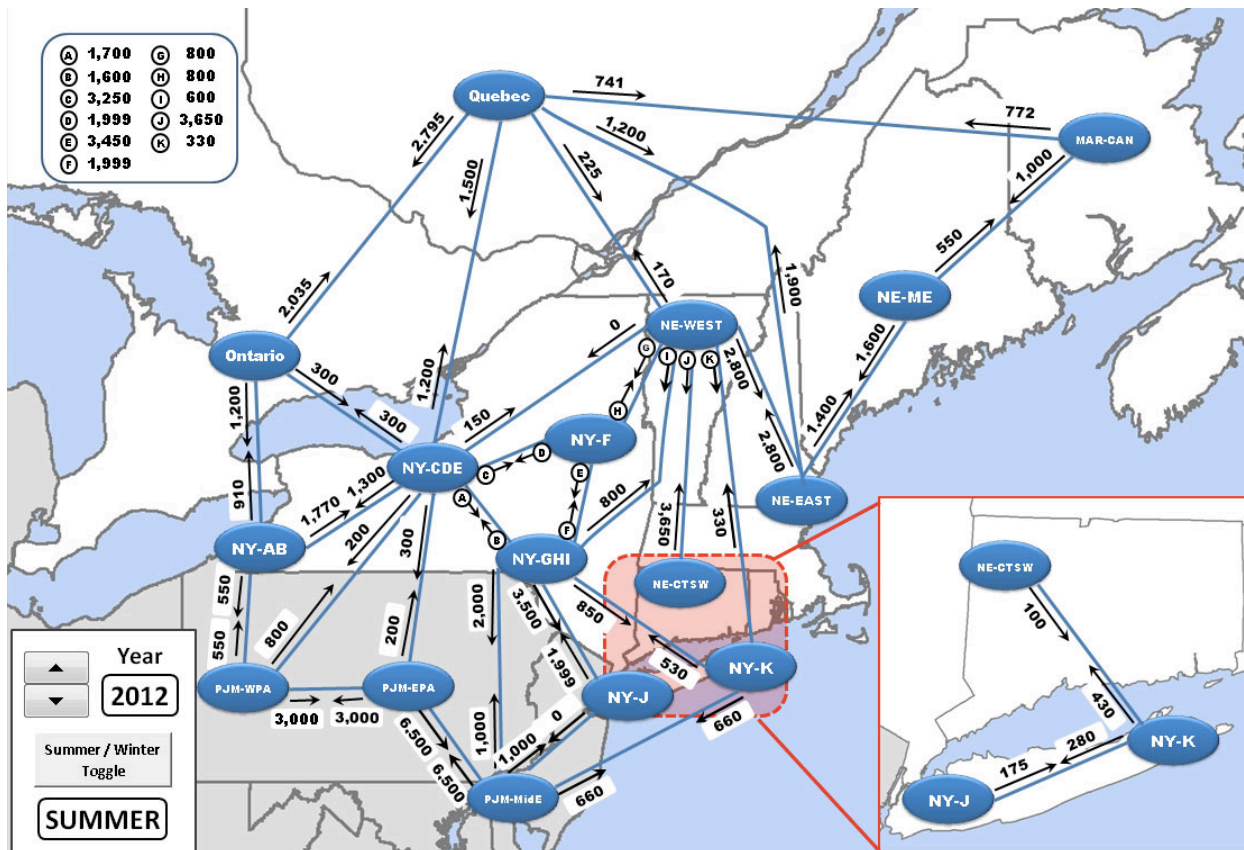 A 1,700 G 800
B 1,600 H 800
C 3,250 I 600
D 1,999 J 3,650
E 3,450 K 330
F 1,999
Quebec
741
772
MAR-CAN
2,795
1,500
1,200
225
1,000
550
170
1,900
NE-ME
2,035
NE-WEST
0
G
I
J
K
2,800
1,600
Ontario
300
1,200
300
1,200
150
H
1,400
NY-F
2,800
NY-CDE
C
D
E
NE-EAST
910
1,770
1,300
A
F
800
200
300
B
3,650
330
NY-AB
NY-GHI
NE-CTSW
550
2,000
3,500
850
NE-CTSW
100
550
800
200
1.999
530
NY-K
430
PJM-WPA
PJM-EPA
NY-J
660
280
NY-K
3,000
3,000
1,000
0
1,000
175
6,500
6,500
NY-J
PJM-MidE
660
Year
2012
Summer / Winter
Toggle
SUMMER